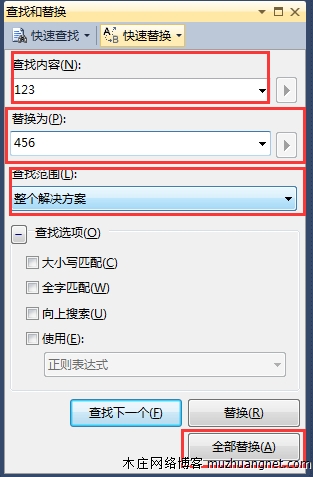 查找和替换
快速查找 快速替换
查找内容(N):
123
替换为(P):
456
查找范围(L):
整个解决方案
查找选项(O)
大小写匹配(C)
全字匹配(W)
向上搜索(U)
使用(E):
正则表达式
查找下一个(F) 替换(R)
全部替换(A)
木庄网络博客 muzhuangnet.com